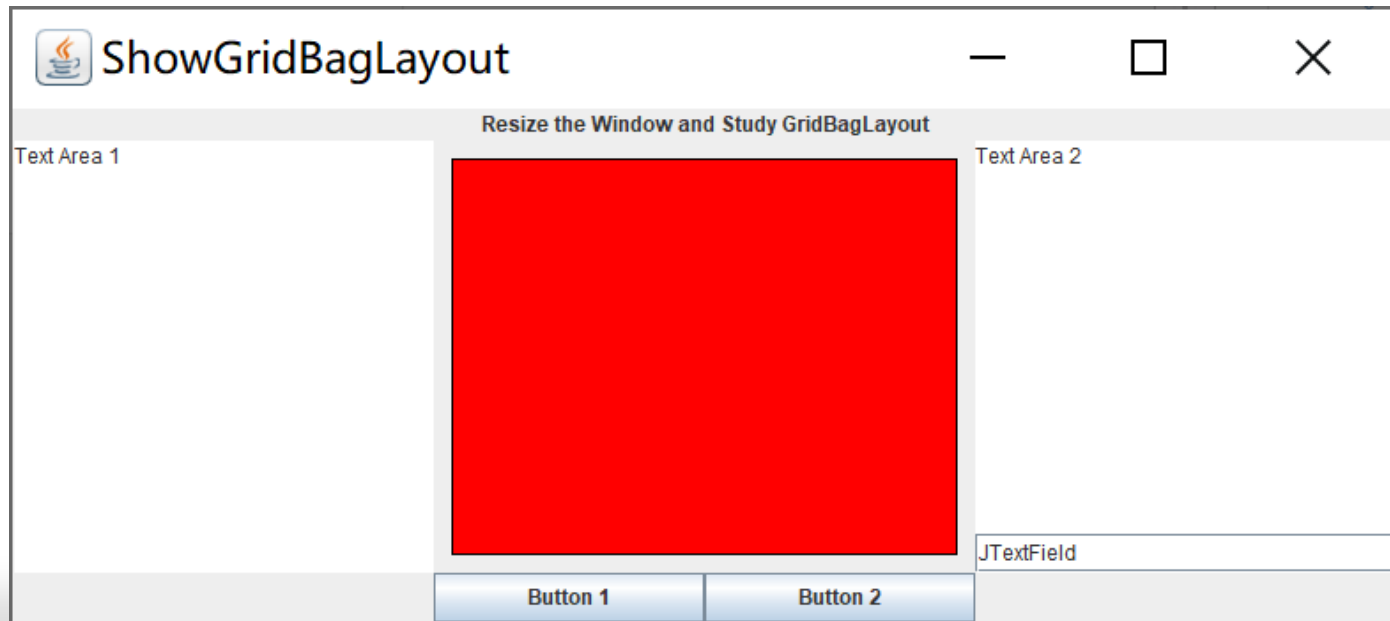 ShowGridBagLayout
Resize the Window and Study GridBagLayout
Text Area 1
Text Area 2
JTextField
Button 1
Button 2